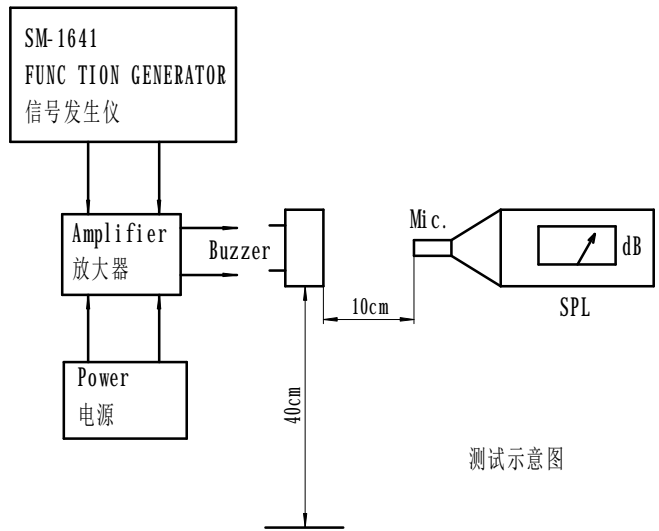 SM-1641
FUNC TION GENERATOR
信号发生仪
Amplifier
放大器
Buzzer
Mic.
dB
SPL
10cm
40cm
Power
电源
测试示意图